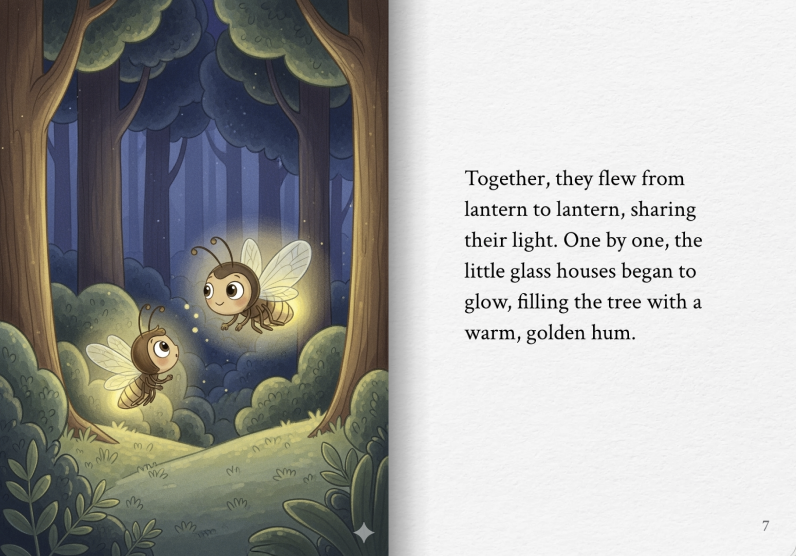 Together, they flew from
lantern to lantern, sharing
their light. One by one, the
little glass houses began to
glow, filling the tree with a
warm, golden hum.
7